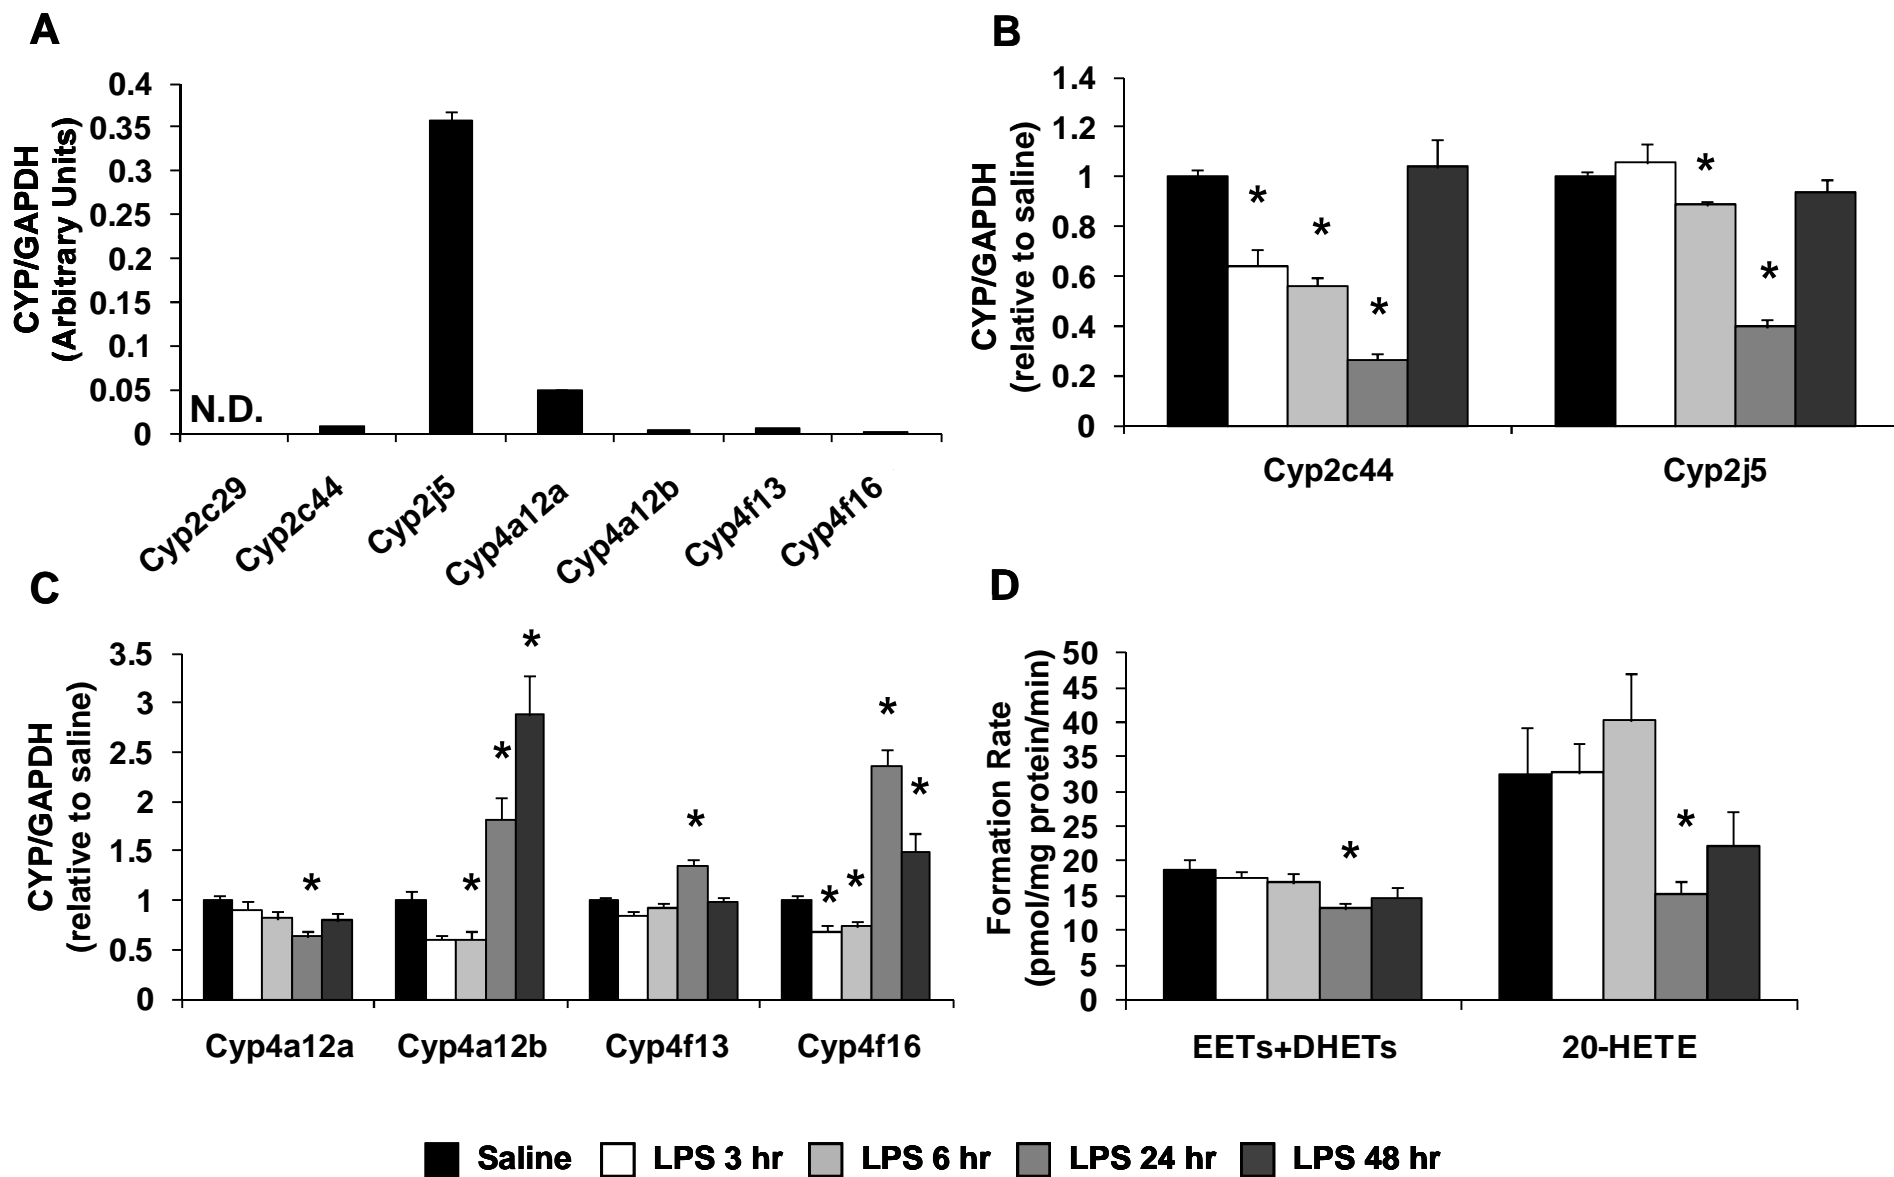 A
CYP/GAPDH
(Arbitrary Units)
0.4
0.35
0.3
0.25
0.2
0.15
0.1
0.05
0
N.D.
Cyp2c29
Cyp2c44
Cyp2j5
Cyp4a12a
Cyp4a12b
Cyp4f13
Cyp4f16
B
CYP/GAPDH
(relative to saline)
1.4
1.2
1
0.8
0.6
0.4
0.2
0
* * * * *
Cyp2c44 Cyp2j5
C
CYP/GAPDH
(relative to saline)
3.5
3
2.5
2
1.5
1
0.5
0
* * * * * * * * *
Cyp4a12a Cyp4a12b Cyp4f13 Cyp4f16
D
Formation Rate
(pmol/mg protein/min)
50
45
40
35
30
25
20
15
10
5
0
* *
EETs+DHETs 20-HETE
Saline LPS 3 hr LPS 6 hr LPS 24 hr LPS 48 hr